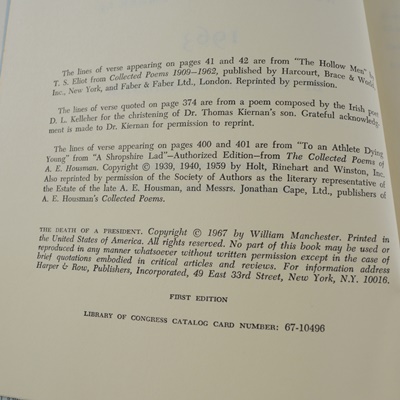 1963
The lines of verse appearing on pages 41 and 42 are from "The Hollow Men" by
T. S. Eliot from Collected Poems 1909–1962, published by Harcourt, Brace & World
Inc., New York, and Faber & Faber Ltd., London. Reprinted by permission.
The lines of verse quoted on page 374 are from a poem composed by the Irish poet
D. L. Kelleher for the christening of Dr. Thomas Kiernan's son. Grateful acknowledg-
ment is made to Dr. Kiernan for permission to reprint.
The lines of verse appearing on pages 400 and 401 are from "To an Athlete Dying
Young" from "A Shropshire Lad"—Authorized Edition—from The Collected Poems of
A. E. Housman. Copyright © 1939, 1940, 1959 by Holt, Rinehart and Winston, Inc.
Also reprinted by permission of the Society of Authors as the literary representative of
the Estate of the late A. E. Housman, and Messrs. Jonathan Cape, Ltd., publishers of
A. E. Housman's Collected Poems.
THE DEATH OF A PRESIDENT. Copyright © 1967 by William Manchester. Printed in
the United States of America. All rights reserved. No part of this book may be used or
reproduced in any manner whatsoever without written permission except in the case of
brief quotations embodied in critical articles and reviews. For information address
Harper & Row, Publishers, Incorporated, 49 East 33rd Street, New York, N.Y. 10016.
FIRST EDITION
LIBRARY OF CONGRESS CATALOG CARD NUMBER: 67-10496